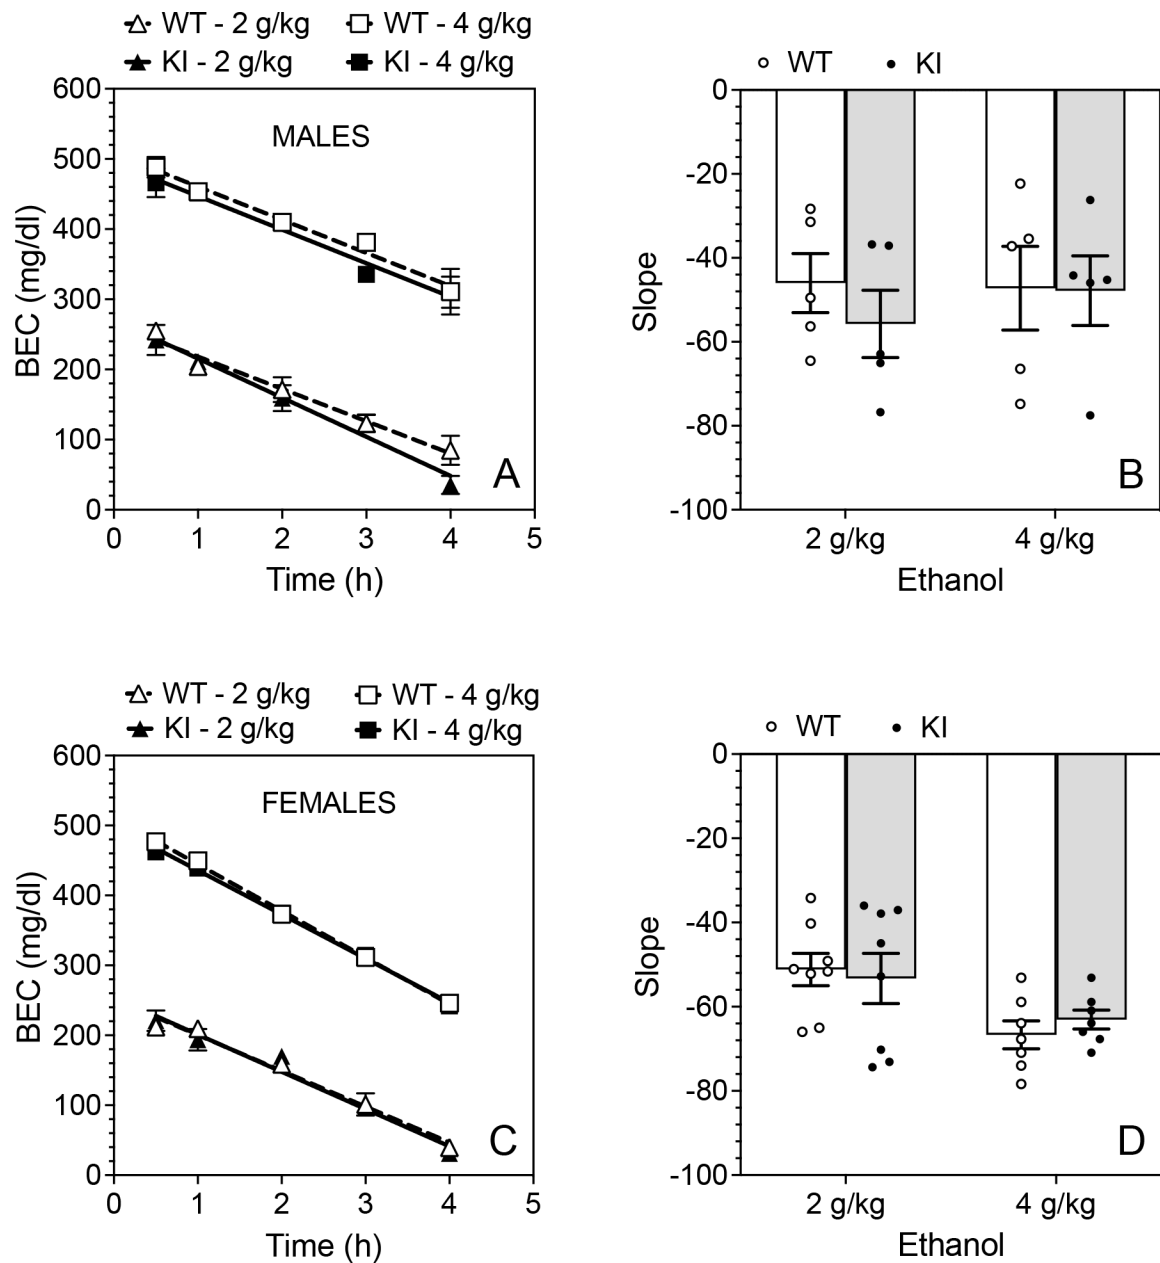 WT - 2 g/kg WT - 4 g/kg
KI - 2 g/kg KI - 4 g/kg
600
500
400
300
200
100
0
BEC (mg/dl)
MALES
A
0 1 2 3 4 5
Time (h)
WT KI
0
-20
-40
-60
-80
-100
Slope
B
2 g/kg 4 g/kg
Ethanol
WT - 2 g/kg WT - 4 g/kg
KI - 2 g/kg KI - 4 g/kg
600
500
400
300
200
100
0
BEC (mg/dl)
FEMALES
C
0 1 2 3 4 5
Time (h)
WT KI
0
-20
-40
-60
-80
-100
Slope
D
2 g/kg 4 g/kg
Ethanol